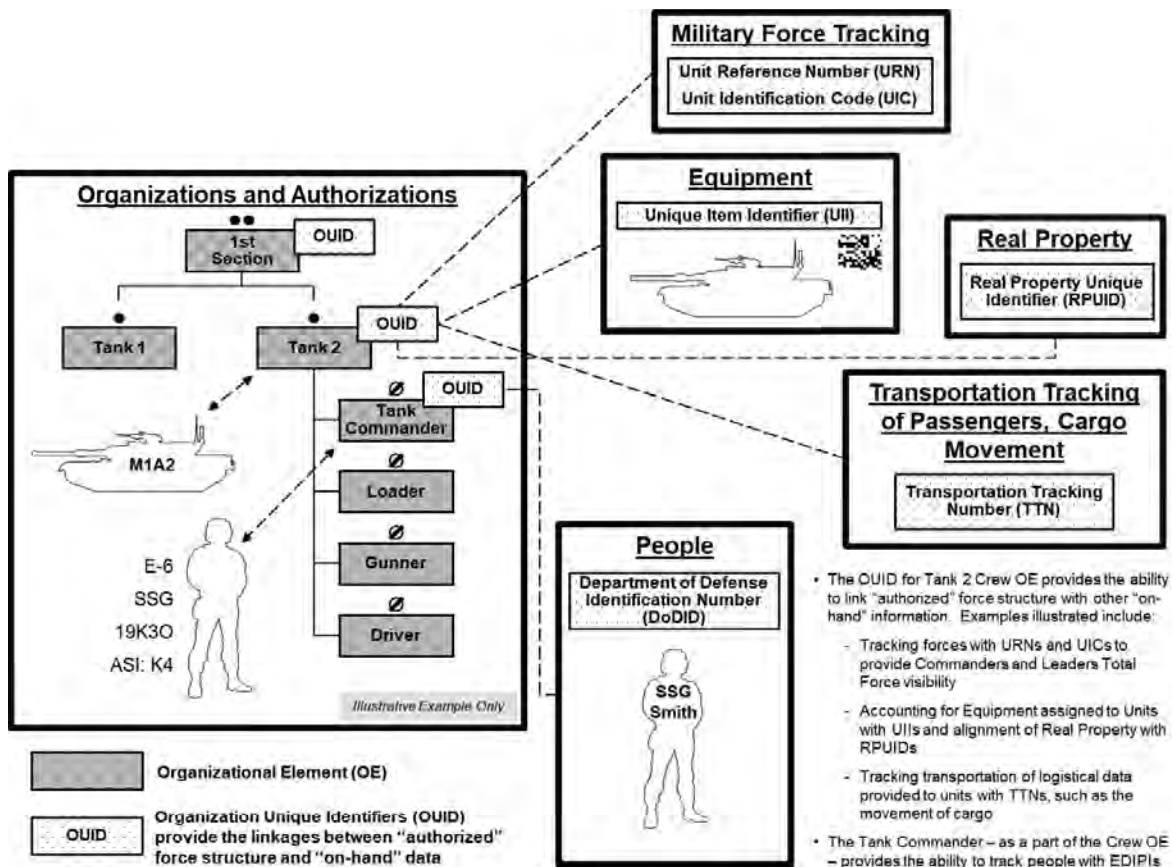 Military Force Tracking
Unit Reference Number (URN)
Unit Identification Code (UIC)
Organizations and Authorizations
1st
Section
OUID
Tank 1
Tank 2
OUID
OUID
Tank
Commander
Loader
Gunner
Driver
M1A2
E-6
SSG
19K3O
ASI: K4
Illustrative Example Only
Equipment
Unique Item Identifier (UII)
Real Property
Real Property Unique
Identifier (RPUID)
Transportation Tracking
of Passengers, Cargo
Movement
Transportation Tracking
Number (TTN)
People
Department of Defense
Identification Number
(DoDID)
SSG
Smith
• The OUID for Tank 2 Crew OE provides the ability
to link “authorized” force structure with other “on-
hand” information. Examples illustrated include:
- Tracking forces with URNs and UICs to
provide Commanders and Leaders Total
Force visibility
- Accounting for Equipment assigned to Units
with UIIs and alignment of Real Property with
RPUIDs
- Tracking transportation of logistical data
provided to units with TTNs, such as the
movement of cargo
• The Tank Commander – as a part of the Crew OE
– provides the ability to track people with EDIPIs
Organizational Element (OE)
OUID
Organization Unique Identifiers (OUID)
provide the linkages between “authorized”
force structure and “on-hand” data